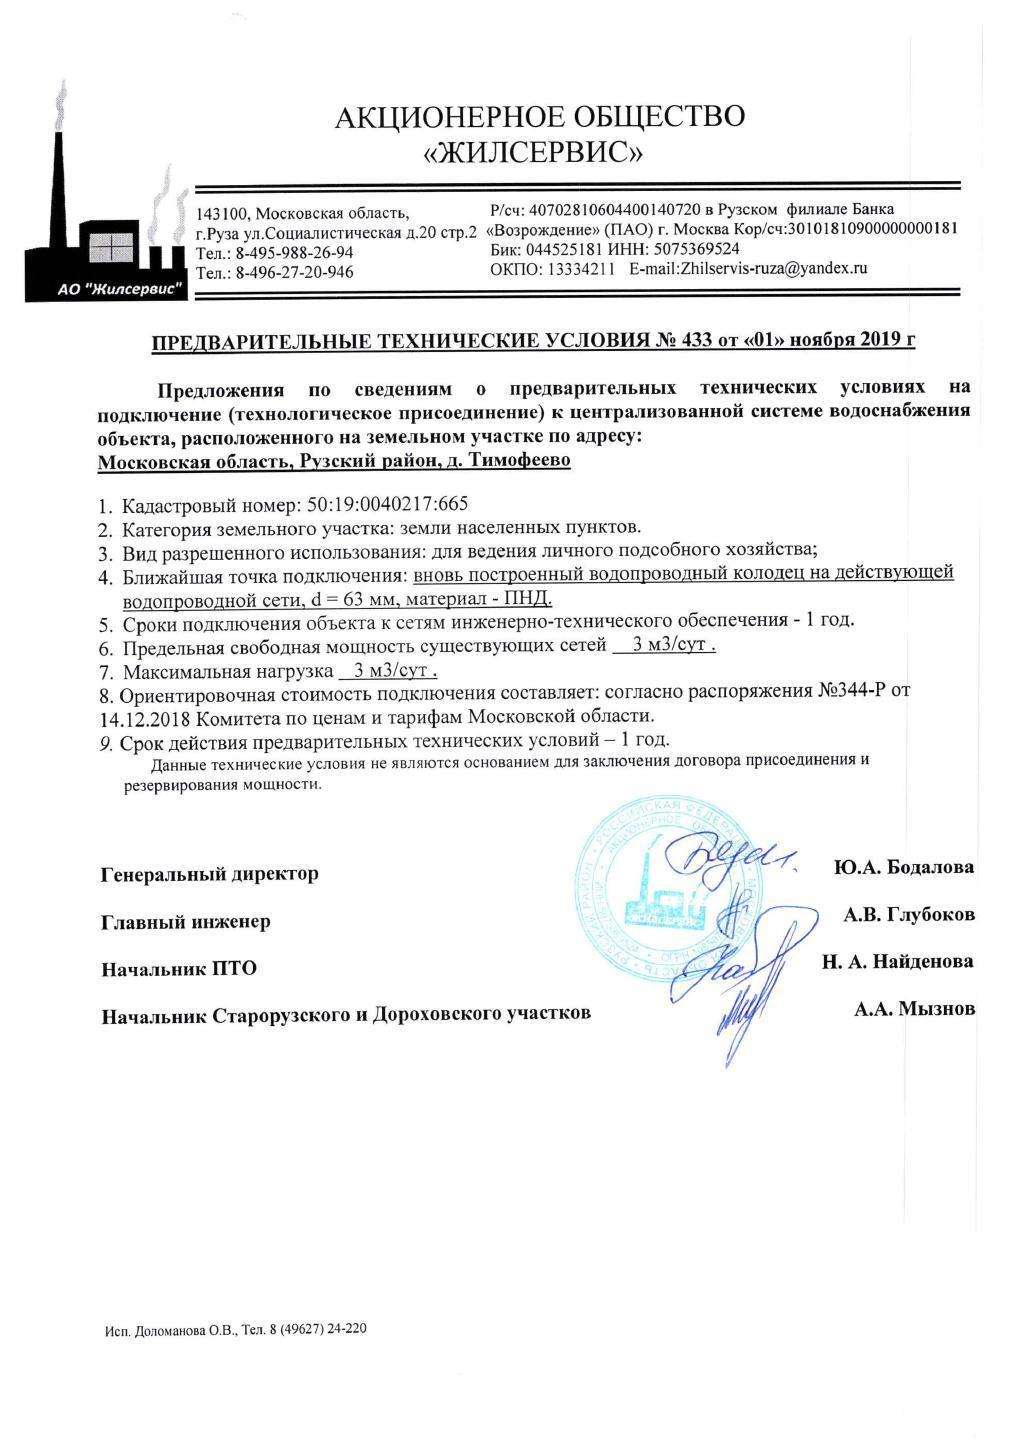 АКЦИОНЕРНОЕ ОБЩЕСТВО
«ЖИЛСЕРВИС»
АО "Жилсервис"
143100, Московская область,
г.Руза ул.Социалистическая д.20 стр.2
Тел.: 8-495-988-26-94
Тел.: 8-496-27-20-946
Р/сч: 40702810604400140720 в Рузском филиале Банка
«Возрождение» (ПАО) г. Москва Кор/сч:30101810900000000181
Бик: 044525181 ИНН: 5075369524
ОКПО: 13334211 E-mail:Zhilservis-ruza@yandex.ru
ПРЕДВАРИТЕЛЬНЫЕ ТЕХНИЧЕСКИЕ УСЛОВИЯ № 433 от «01» ноября 2019 г
Предложения по сведениям о предварительных технических условиях на
подключение (технологическое присоединение) к централизованной системе водоснабжения
объекта, расположенного на земельном участке по адресу:
Московская область, Рузский район, д. Тимофеево
1. Кадастровый номер: 50:19:0040217:665
2. Категория земельного участка: земли населенных пунктов.
3. Вид разрешенного использования: для ведения личного подсобного хозяйства;
4. Ближайшая точка подключения: вновь построенный водопроводный колодец на действующей
водопроводной сети, d = 63 мм, материал - ПНД.
5. Сроки подключения объекта к сетям инженерно-технического обеспечения - 1 год.
6. Предельная свободная мощность существующих сетей 3 м3/сут .
7. Максимальная нагрузка 3 м3/сут .
8. Ориентировочная стоимость подключения составляет: согласно распоряжения №344-Р от
14.12.2018 Комитета по ценам и тарифам Московской области.
9. Срок действия предварительных технических условий – 1 год.
Данные технические условия не являются основанием для заключения договора присоединения и
резервирования мощности.
Генеральный директор Ю.А. Бодалова
Главный инженер А.В. Глубоков
Начальник ПТО Н. А. Найденова
Начальник Старорузского и Дороховского участков А.А. Мызнов
РОССИЙСКАЯ ФЕДЕРАЦ
АКЦИОНЕРНОЕ
РУЗСКИЙ РАЙОН
ЖИЛСЕРВИС
Исп. Доломанова О.В., Тел. 8 (49627) 24-220